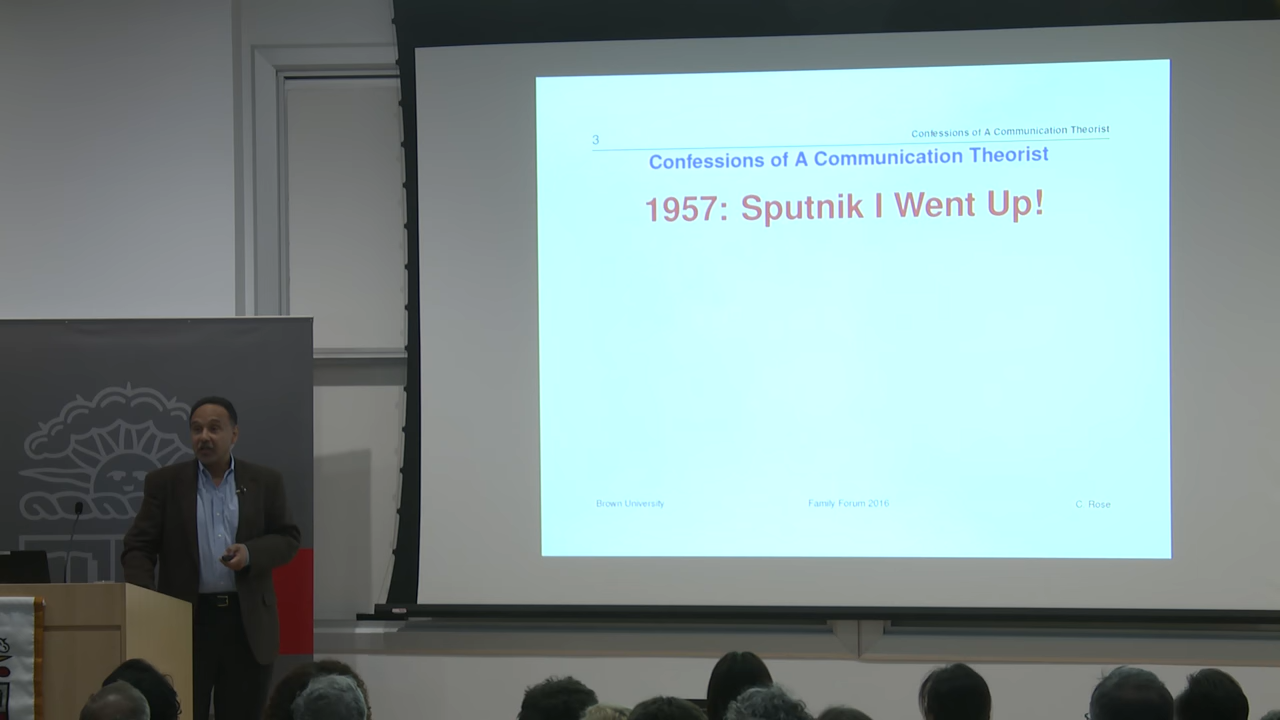 3
Confessions of A Communication Theorist
Confessions of A Communication Theorist
1957: Sputnik I Went Up!
Brown University
Family Forum 2016
C. Rose